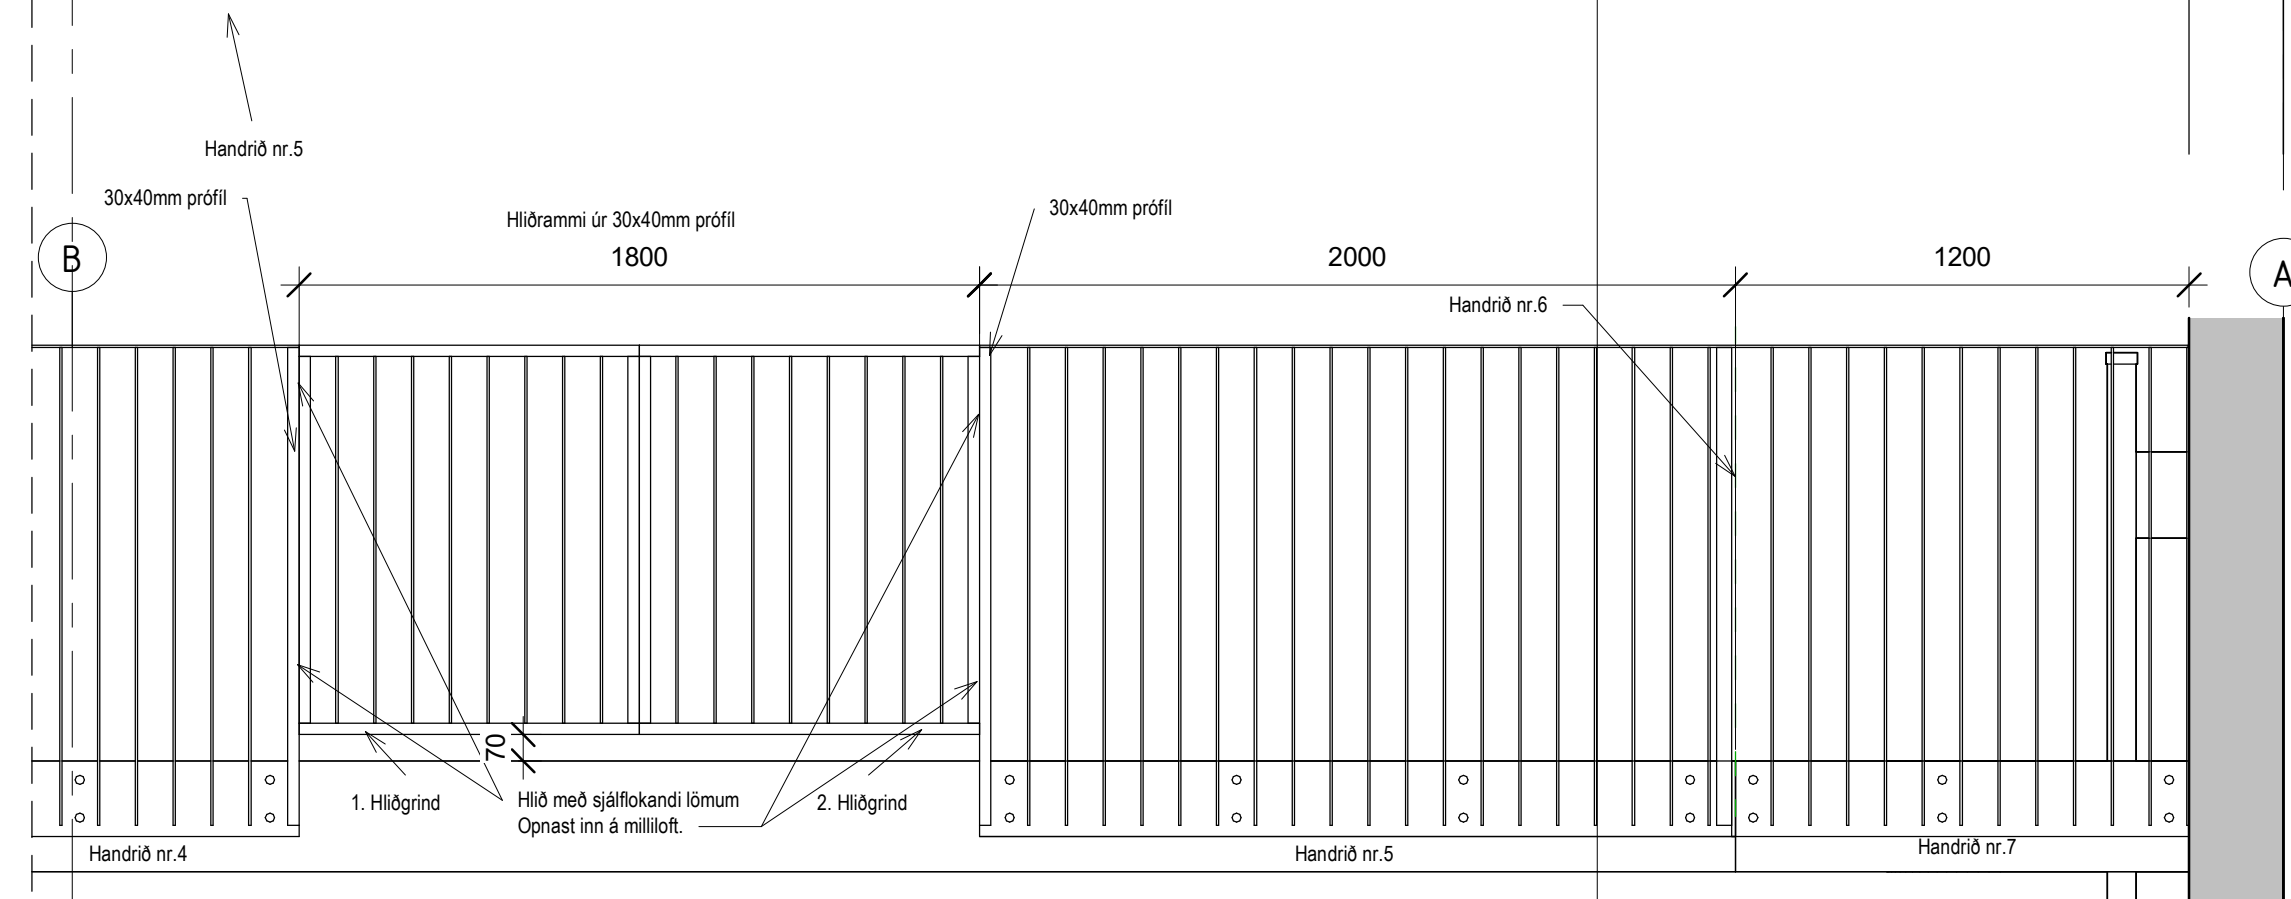 Handrið nr.5
30x40mm prófíl
Hliðrammi úr 30x40mm prófíl
30x40mm prófíl
B
1800
2000
1200
A
Handrið nr.6
70
1. Hliðgrind
Hlið með sjálflokandi lömum
Opnast inn á milliloft.
2. Hliðgrind
Handrið nr.4
Handrið nr.5
Handrið nr.7